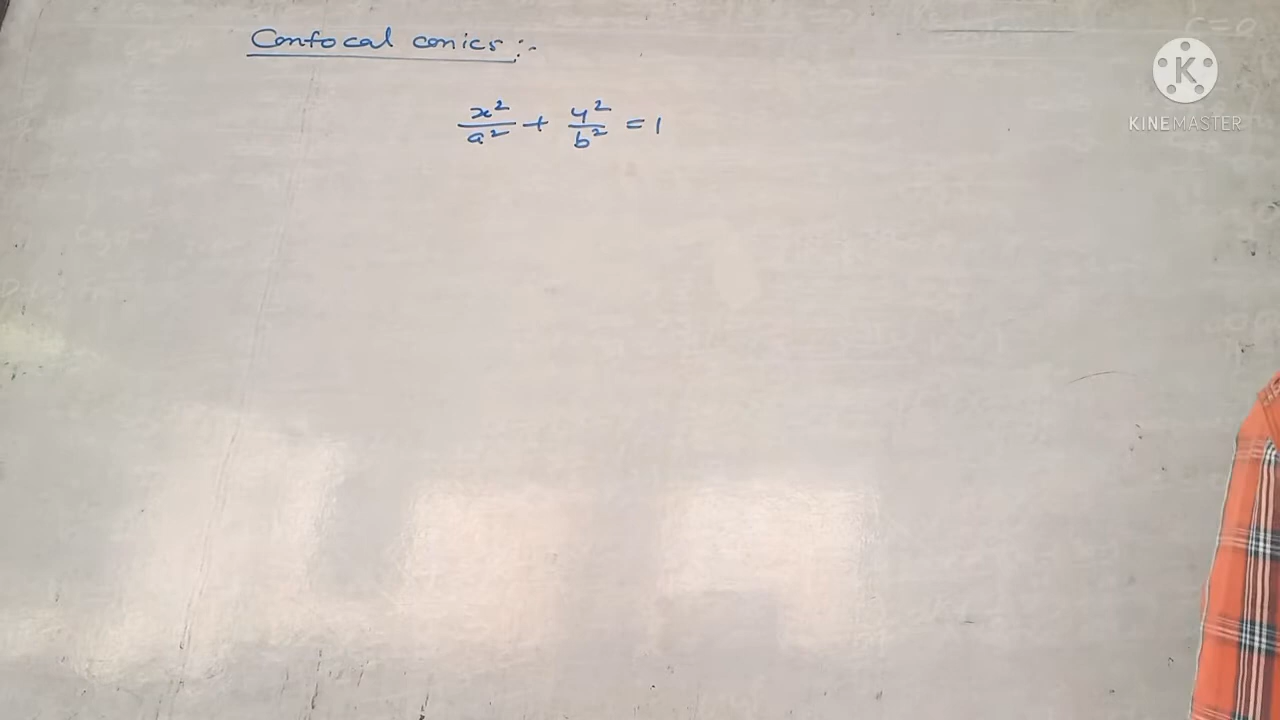 Confocal conics :-
x²/a² + y²/b² = 1
K
KINEMASTER